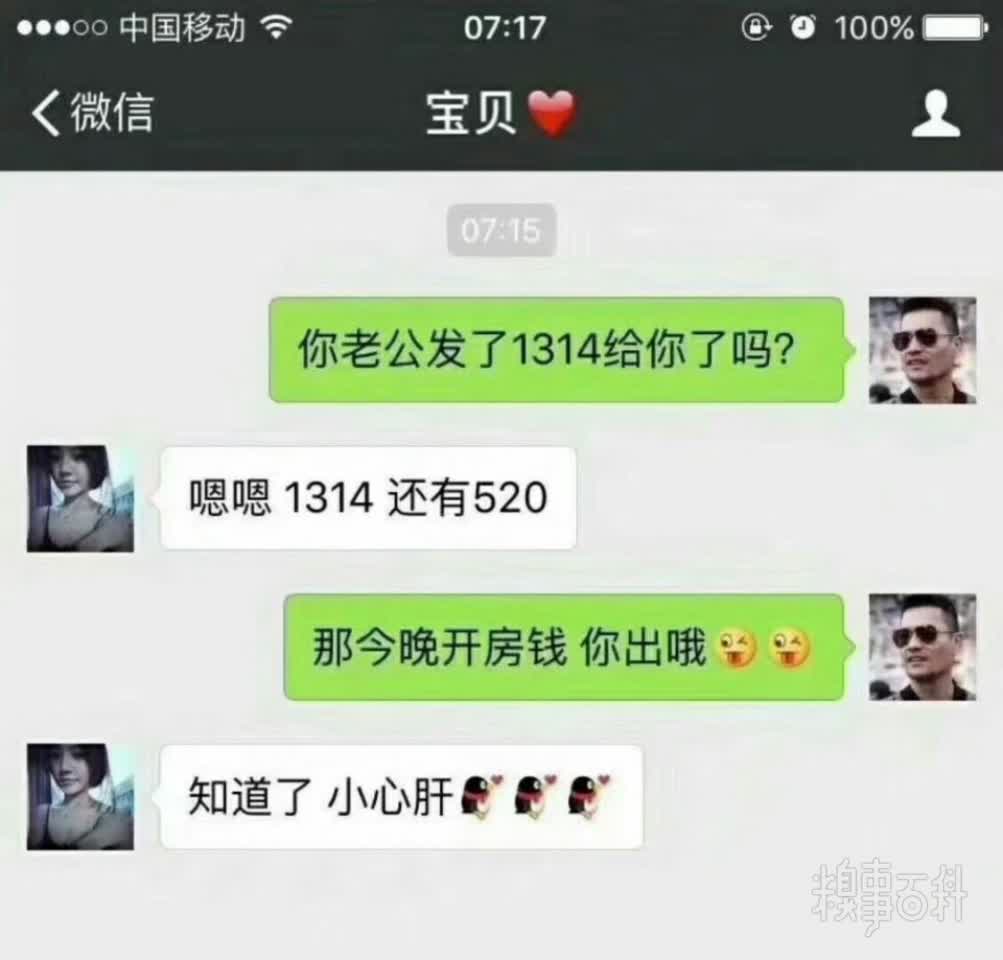 中国移动 07:17 100%
微信 宝贝❤️
07:15
你老公发了1314给你了吗?
嗯嗯 1314 还有520
那今晚开房钱 你出哦😜😜
知道了 小心肝🐧🐧🐧
糗事百科